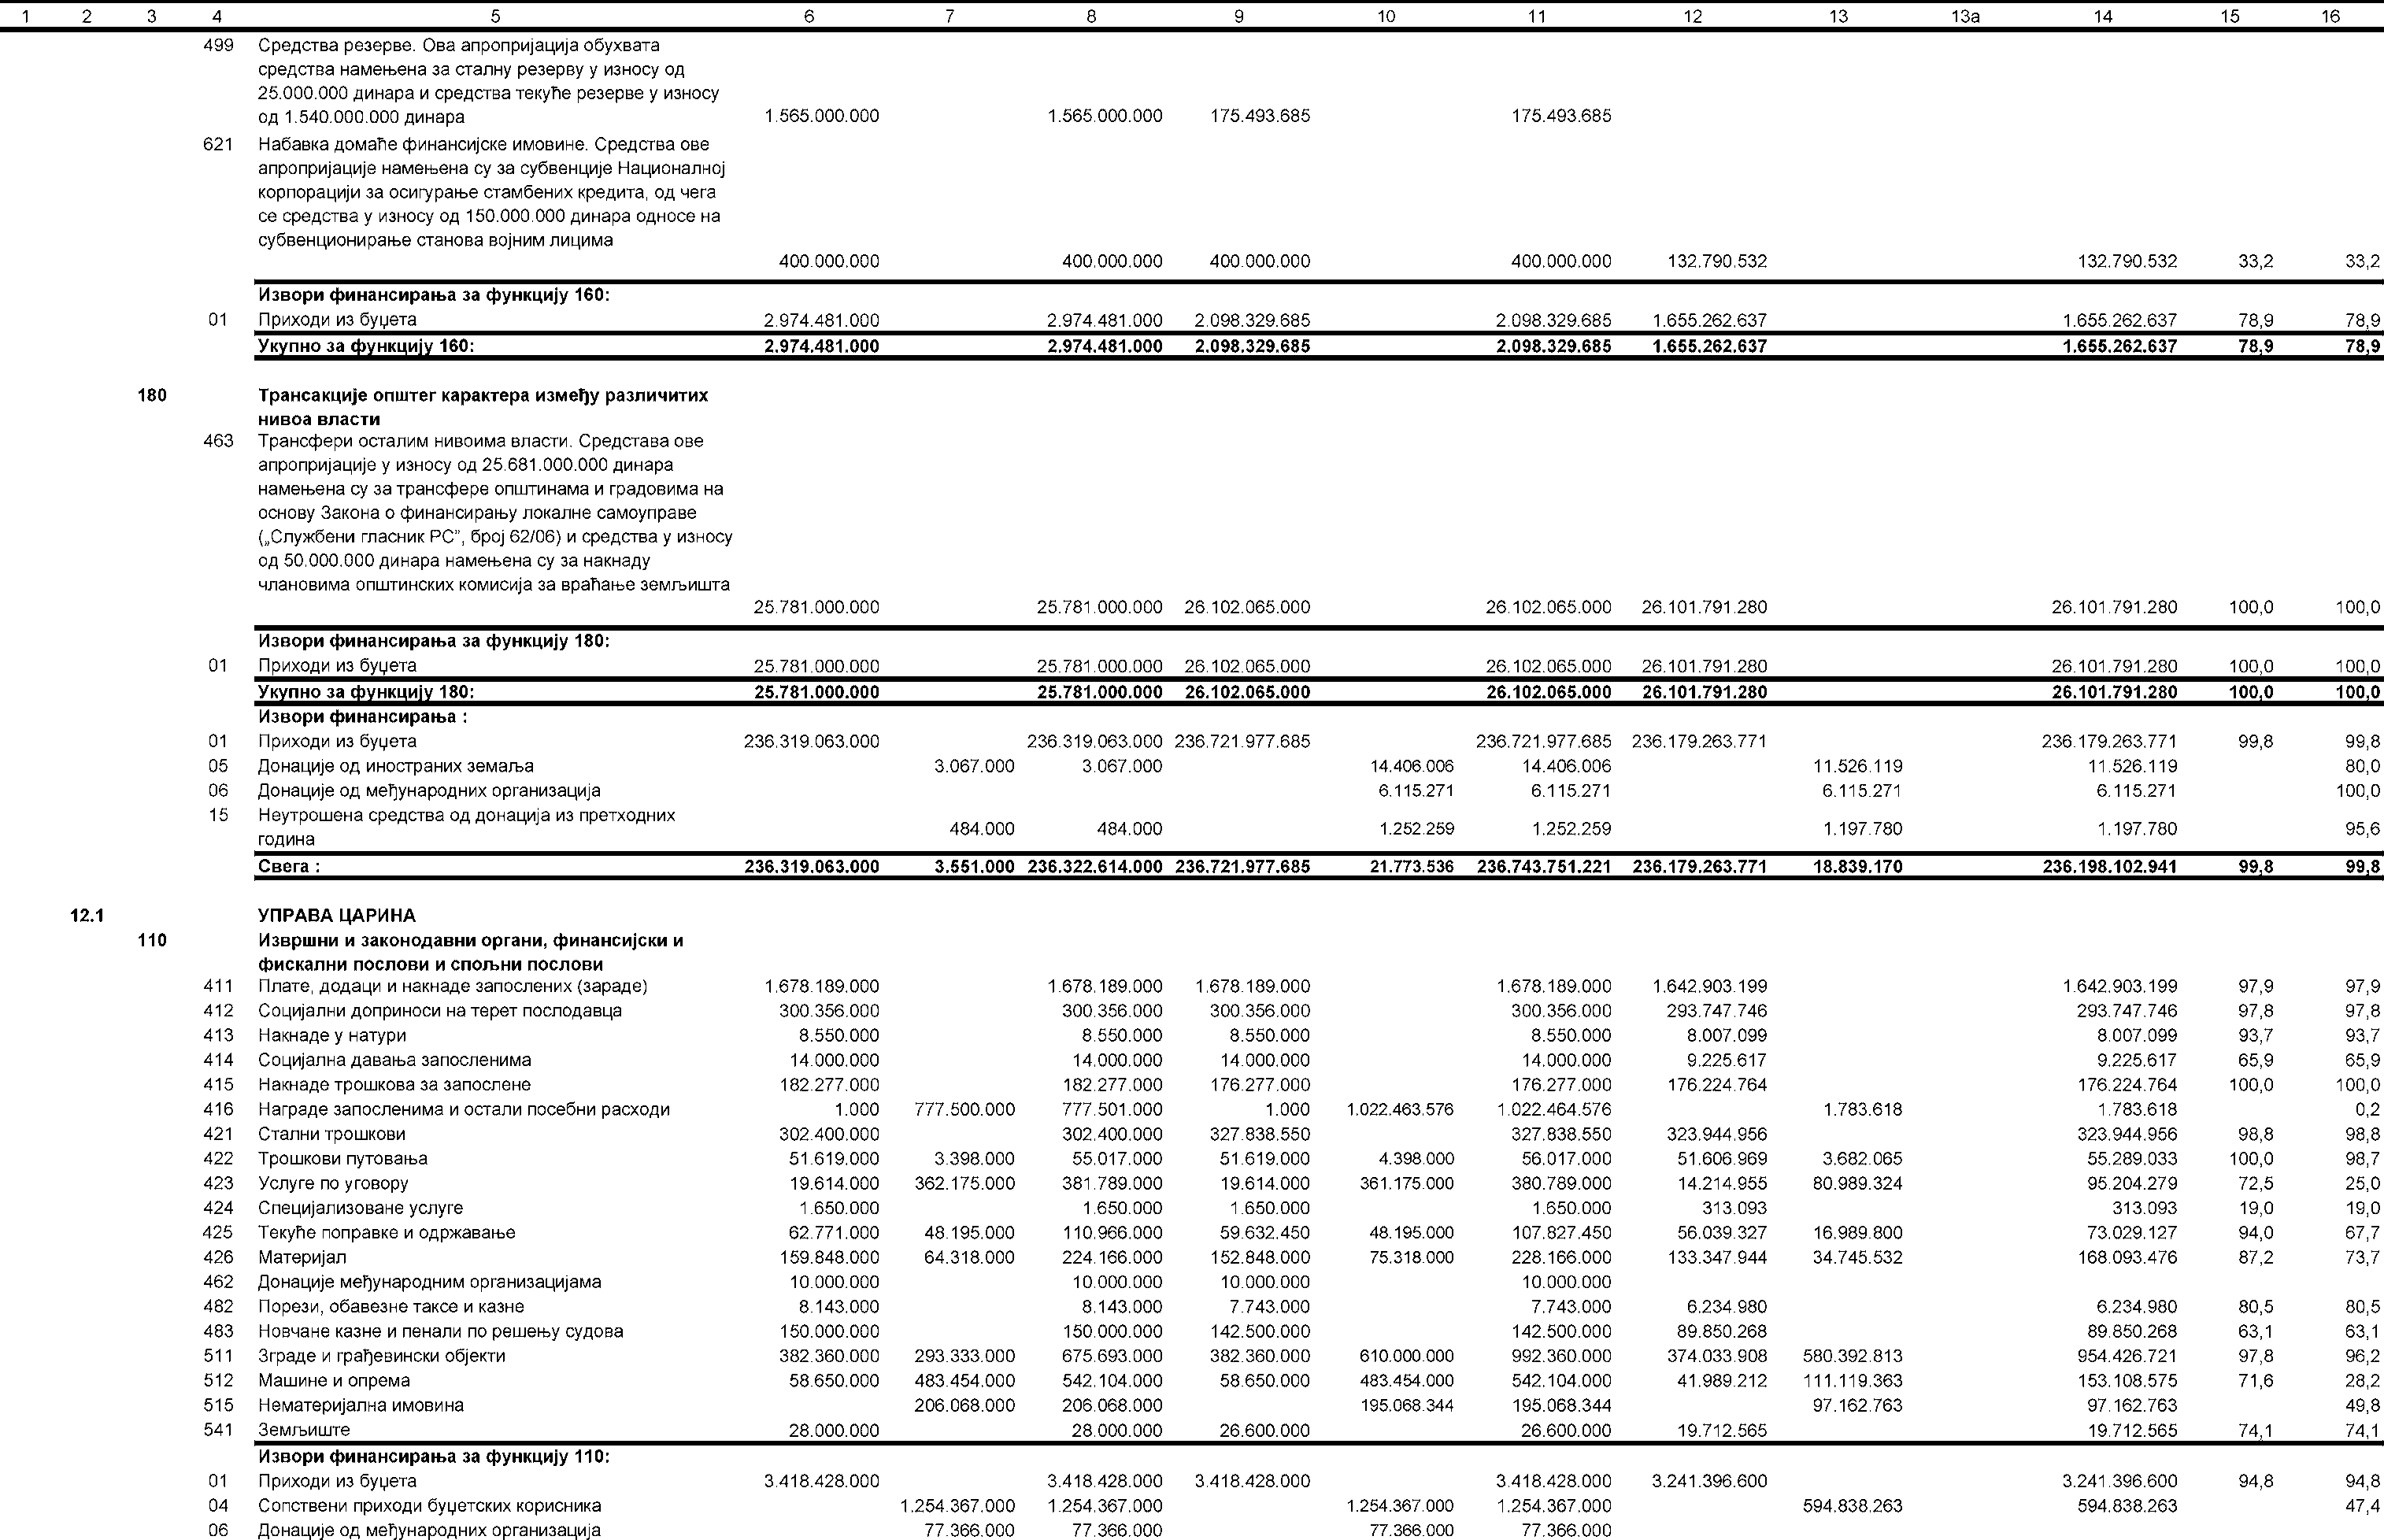 1 2 3 4 5 6 7 8 9 10 11 12 13 13а 14 15 16
499 Средства резерве. Ова апропријација обухвата
средства намењена за сталну резерву у износу од
25.000.000 динара и средства текуће резерве у износу
од 1.540.000.000 динара 1.565.000.000 1.565.000.000 175.493.685 175.493.685
621 Набавка домаће финансијске имовине. Средства ове
апропријације намењена су за субвенције Националној
корпорацији за осигурање стамбених кредита, од чега
се средства у износу од 150.000.000 динара односе на
субвенционирање станова војним лицима
400.000.000 400.000.000 400.000.000 400.000.000 132.790.532 132.790.532 33,2 33,2
Извори финансирања за функцију 160:
01 Приходи из буџета 2.974.481.000 2.974.481.000 2.098.329.685 2.098.329.685 1.655.262.637 1.655.262.637 78,9 78,9
Укупно за функцију 160: 2.974.481.000 2.974.481.000 2.098.329.685 2.098.329.685 1.655.262.637 1.655.262.637 78,9 78,9
180 Трансакције општег карактера између различитих
нивоа власти
463 Трансфери осталим нивоима власти. Средстава ове
апропријације у износу од 25.681.000.000 динара
намењена су за трансфере општинама и градовима на
основу Закона о финансирању локалне самоуправе
(„Службени гласник РС”, број 62/06) и средства у износу
од 50.000.000 динара намењена су за накнаду
члановима општинских комисија за враћање земљишта
25.781.000.000 25.781.000.000 26.102.065.000 26.102.065.000 26.101.791.280 26.101.791.280 100,0 100,0
Извори финансирања за функцију 180:
01 Приходи из буџета 25.781.000.000 25.781.000.000 26.102.065.000 26.102.065.000 26.101.791.280 26.101.791.280 100,0 100,0
Укупно за функцију 180: 25.781.000.000 25.781.000.000 26.102.065.000 26.102.065.000 26.101.791.280 26.101.791.280 100,0 100,0
Извори финансирања :
01 Приходи из буџета 236.319.063.000 236.319.063.000 236.721.977.685 236.721.977.685 236.179.263.771 236.179.263.771 99,8 99,8
05 Донације од иностраних земаља 3.067.000 3.067.000 14.406.006 14.406.006 11.526.119 11.526.119 80,0
06 Донације од међународних организација 6.115.271 6.115.271 6.115.271 6.115.271 100,0
15 Неутрошена средства од донација из претходних
година 484.000 484.000 1.252.259 1.252.259 1.197.780 1.197.780 95,6
Свега : 236.319.063.000 3.551.000 236.322.614.000 236.721.977.685 21.773.536 236.743.751.221 236.179.263.771 18.839.170 236.198.102.941 99,8 99,8
12.1 УПРАВА ЦАРИНА
110 Извршни и законодавни органи, финансијски и
фискални послови и спољни послови
411 Плате, додаци и накнаде запослених (зараде) 1.678.189.000 1.678.189.000 1.678.189.000 1.678.189.000 1.642.903.199 1.642.903.199 97,9 97,9
412 Социјални доприноси на терет послодавца 300.356.000 300.356.000 300.356.000 300.356.000 293.747.746 293.747.746 97,8 97,8
413 Накнаде у натури 8.550.000 8.550.000 8.550.000 8.550.000 8.007.099 8.007.099 93,7 93,7
414 Социјална давања запосленима 14.000.000 14.000.000 14.000.000 14.000.000 9.225.617 9.225.617 65,9 65,9
415 Накнаде трошкова за запослене 182.277.000 182.277.000 176.277.000 176.277.000 176.224.764 176.224.764 100,0 100,0
416 Награде запосленима и остали посебни расходи 1.000 777.500.000 777.501.000 1.000 1.022.463.576 1.022.464.576 1.783.618 1.783.618 0,2
421 Стални трошкови 302.400.000 302.400.000 327.838.550 327.838.550 323.944.956 323.944.956 98,8 98,8
422 Трошкови путовања 51.619.000 3.398.000 55.017.000 51.619.000 4.398.000 56.017.000 51.606.969 3.682.065 55.289.033 100,0 98,7
423 Услуге по уговору 19.614.000 362.175.000 381.789.000 19.614.000 361.175.000 380.789.000 14.214.955 80.989.324 95.204.279 72,5 25,0
424 Специјализоване услуге 1.650.000 1.650.000 1.650.000 1.650.000 313.093 313.093 19,0 19,0
425 Текуће поправке и одржавање 62.771.000 48.195.000 110.966.000 59.632.450 48.195.000 107.827.450 56.039.327 16.989.800 73.029.127 94,0 67,7
426 Материјал 159.848.000 64.318.000 224.166.000 152.848.000 75.318.000 228.166.000 133.347.944 34.745.532 168.093.476 87,2 73,7
462 Донације међународним организацијама 10.000.000 10.000.000 10.000.000 10.000.000
482 Порези, обавезне таксе и казне 8.143.000 8.143.000 7.743.000 7.743.000 6.234.980 6.234.980 80,5 80,5
483 Новчане казне и пенали по решењу судова 150.000.000 150.000.000 142.500.000 142.500.000 89.850.268 89.850.268 63,1 63,1
511 Зграде и грађевински објекти 382.360.000 293.333.000 675.693.000 382.360.000 610.000.000 992.360.000 374.033.908 580.392.813 954.426.721 97,8 96,2
512 Машине и опрема 58.650.000 483.454.000 542.104.000 58.650.000 483.454.000 542.104.000 41.989.212 111.119.363 153.108.575 71,6 28,2
515 Нематеријална имовина 206.068.000 206.068.000 195.068.344 195.068.344 97.162.763 97.162.763 49,8
541 Земљиште 28.000.000 28.000.000 26.600.000 26.600.000 19.712.565 19.712.565 74,1 74,1
Извори финансирања за функцију 110:
01 Приходи из буџета 3.418.428.000 3.418.428.000 3.418.428.000 3.418.428.000 3.241.396.600 3.241.396.600 94,8 94,8
04 Сопствени приходи буџетских корисника 1.254.367.000 1.254.367.000 1.254.367.000 1.254.367.000 594.838.263 594.838.263 47,4
06 Донације од међународних организација 77.366.000 77.366.000 77.366.000 77.366.000